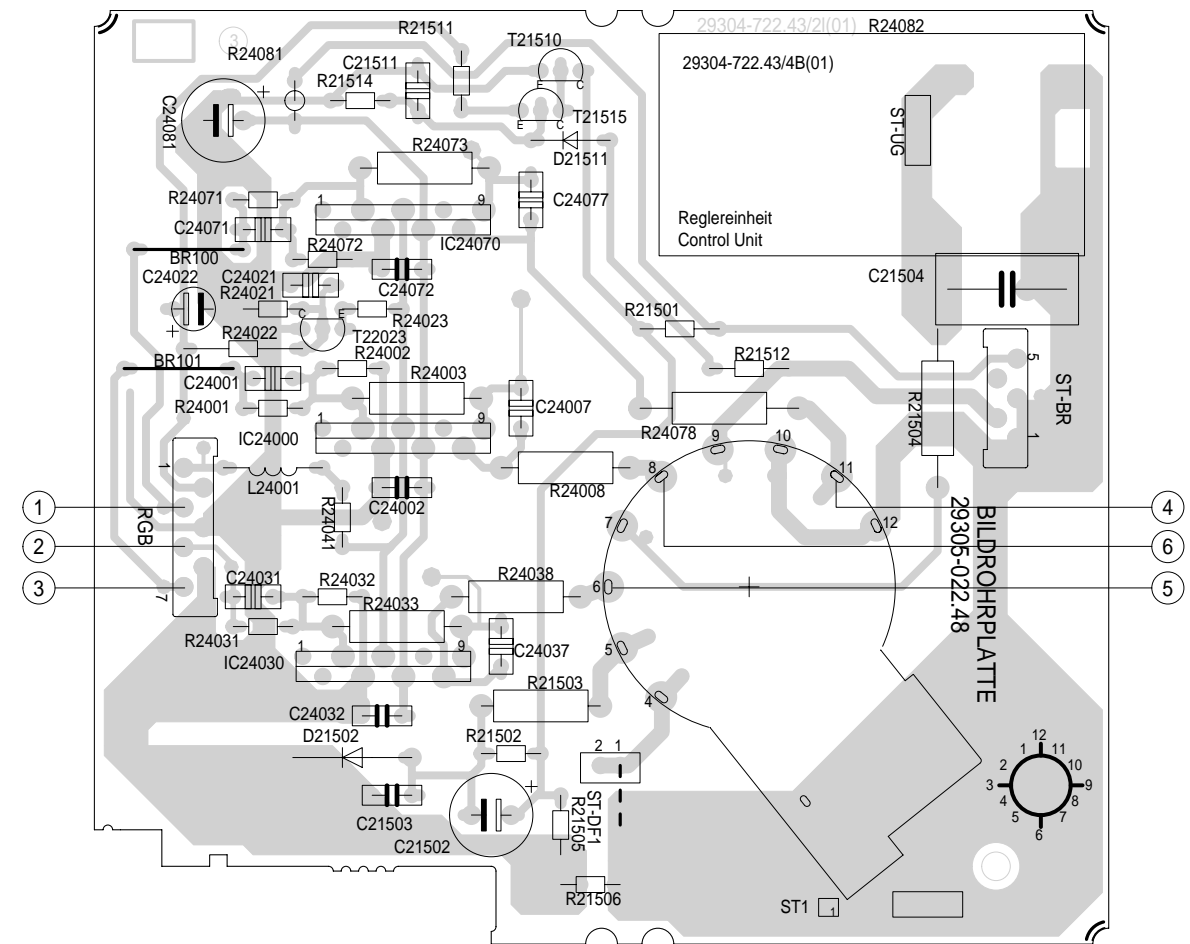 29304-722.43/2I(01) R24082
3
R24081
R21511
T21510
C21511
R21514
29304-722.43/4B(01)
E
C
E
C
C24081
+
T21515
D21511
ST-UG
R24073
R24071
1
9
C24077
C24071
IC24070
Reglereinheit
Control Unit
R24072
BR100
C24022
C24021
C24072
C21504
R24021
C
E
R24023
R21501
+
R24022
T22023
R24002
5
BR101
R21512
C24001
R24003
ST-BR
R24001
1
9
C24007
R21504
1
IC24000
R24078
9
10
1
L24001
8
11
R24008
C24002
1
4
RGB
R24041
7
12
BILDROHRPLATTE
29305-022.48
2
6
C24031
R24032
R24038
3
7
6
5
R24033
R24031
1
9
IC24030
5
C24037
R21503
4
C24032
D21502
R21502
2 1
12
1
11
2
10
3
9
4
8
5
7
6
+
ST-DF1
C21503
R21505
C21502
R21506
ST1
1